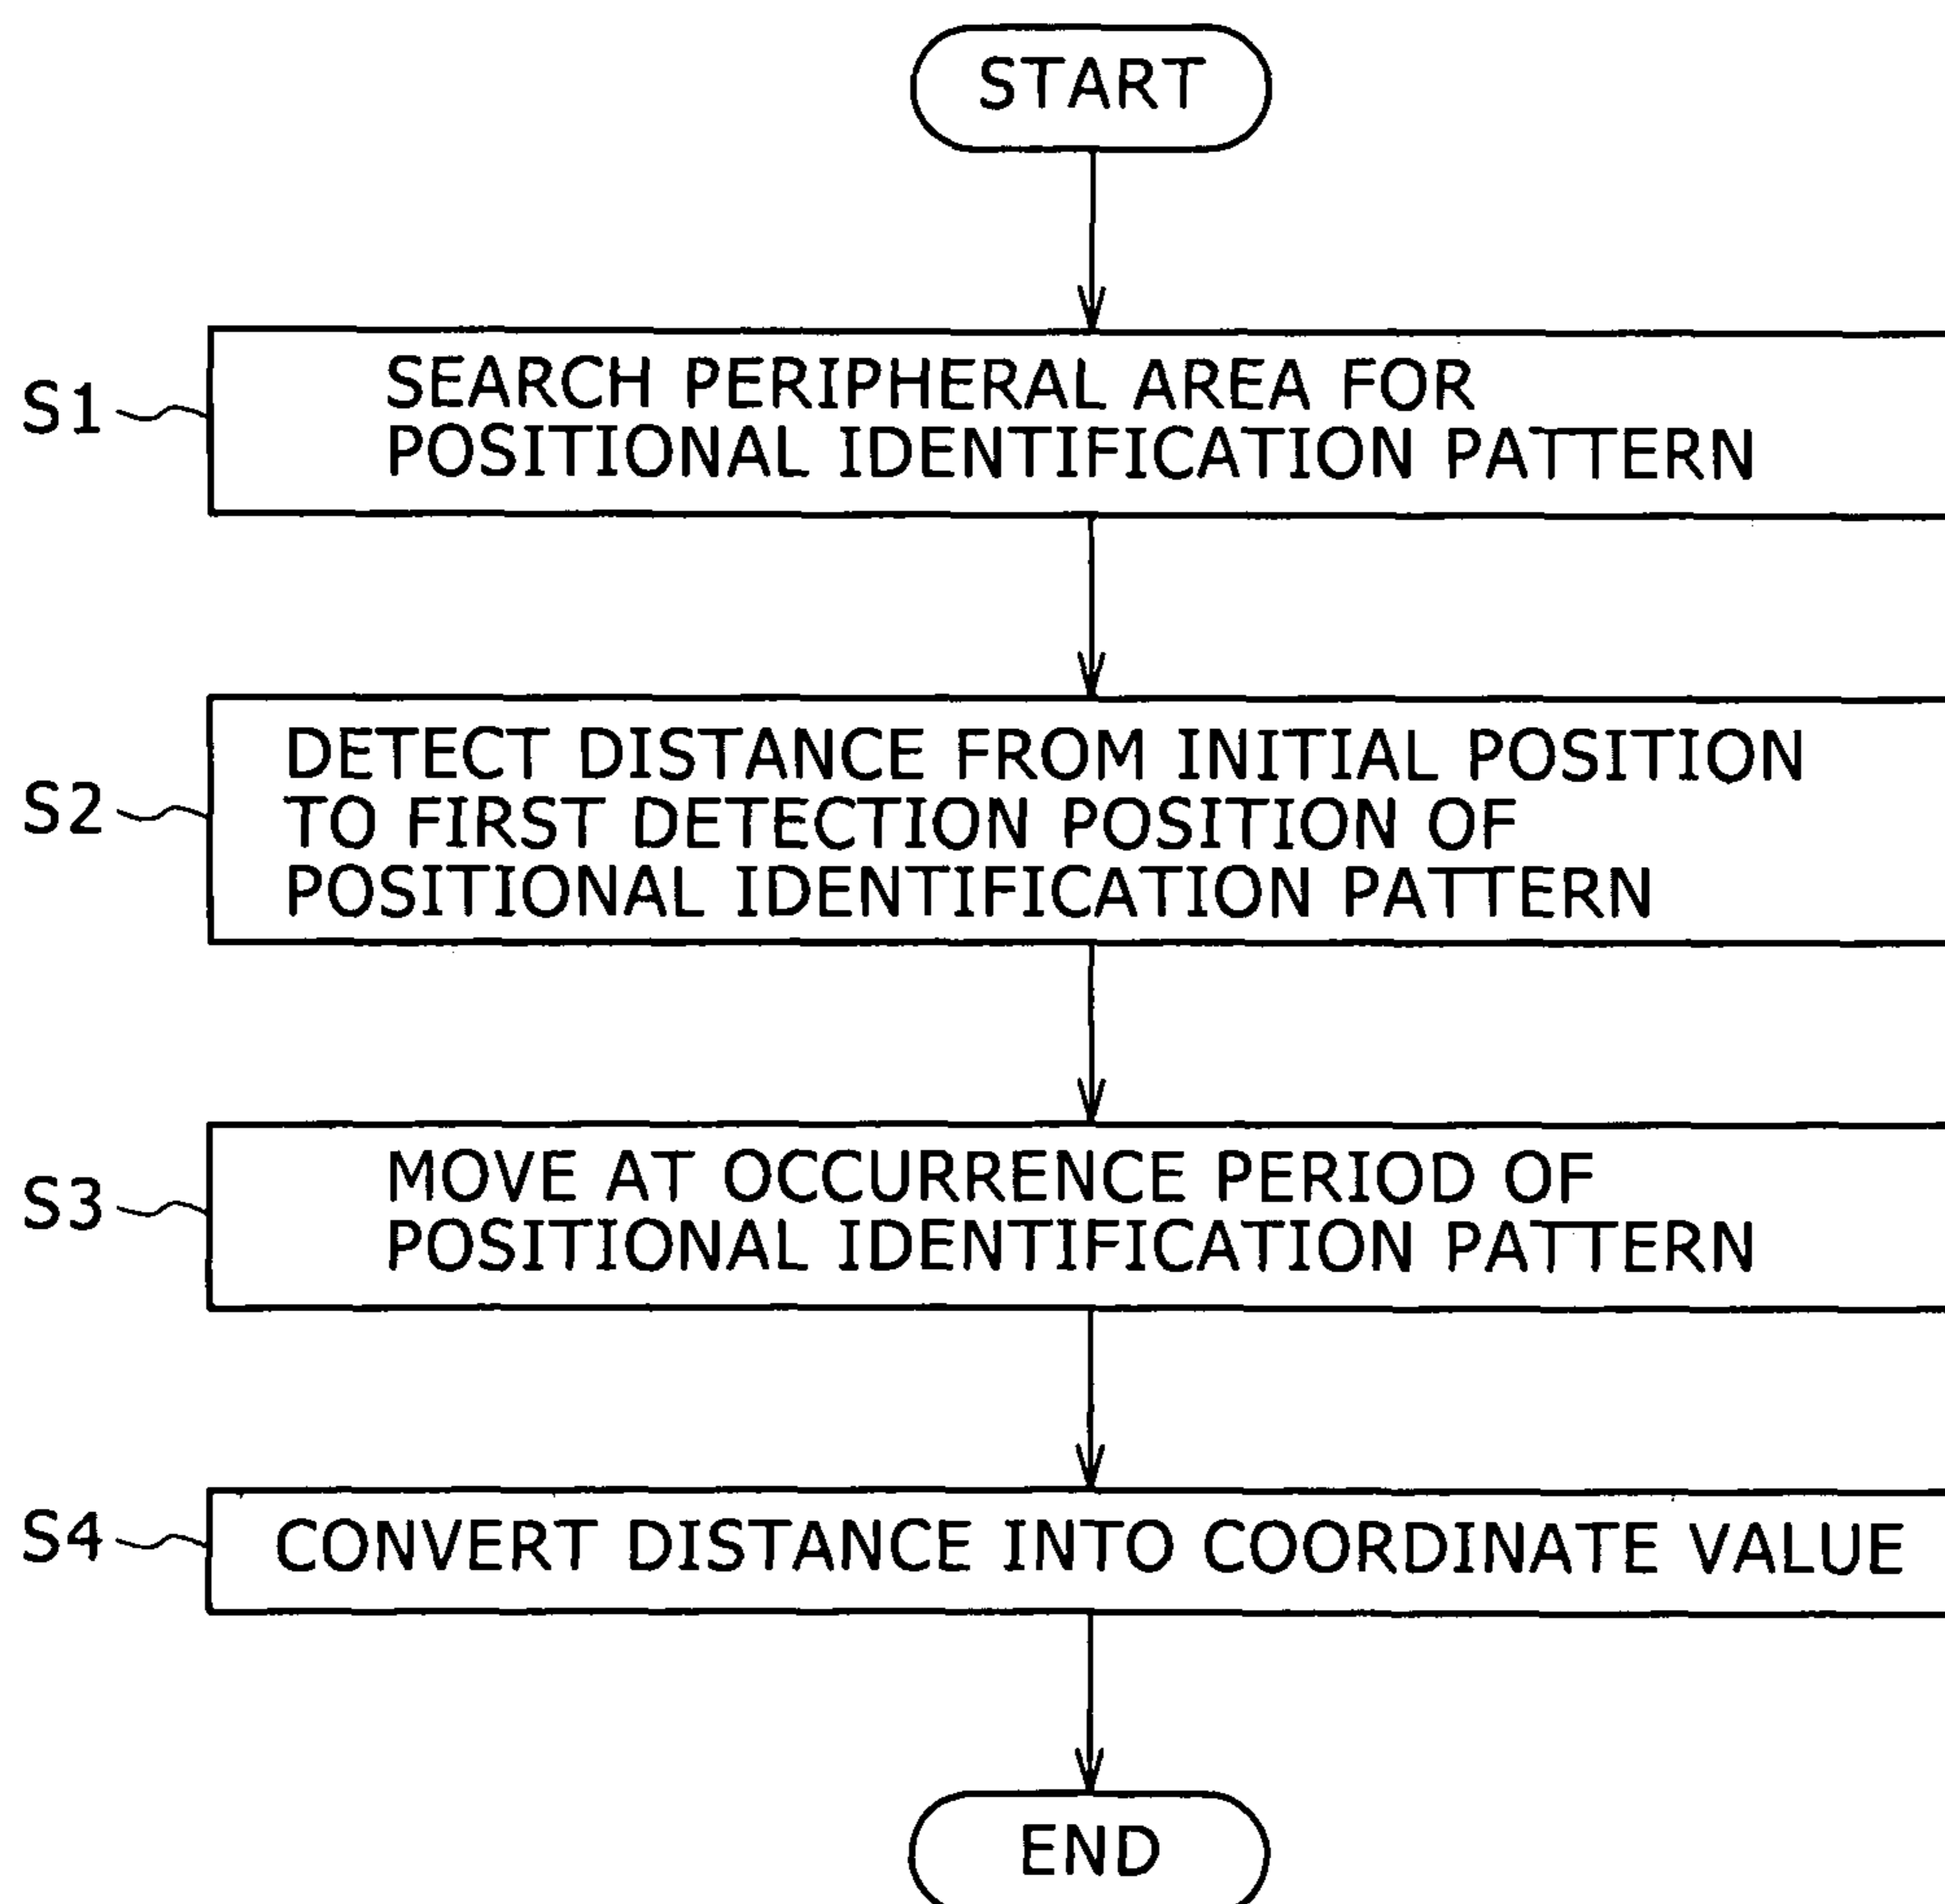 START
S1
SEARCH PERIPHERAL AREA FOR
POSITIONAL IDENTIFICATION PATTERN
S2
DETECT DISTANCE FROM INITIAL POSITION
TO FIRST DETECTION POSITION OF
POSITIONAL IDENTIFICATION PATTERN
S3
MOVE AT OCCURRENCE PERIOD OF
POSITIONAL IDENTIFICATION PATTERN
S4
CONVERT DISTANCE INTO COORDINATE VALUE
END